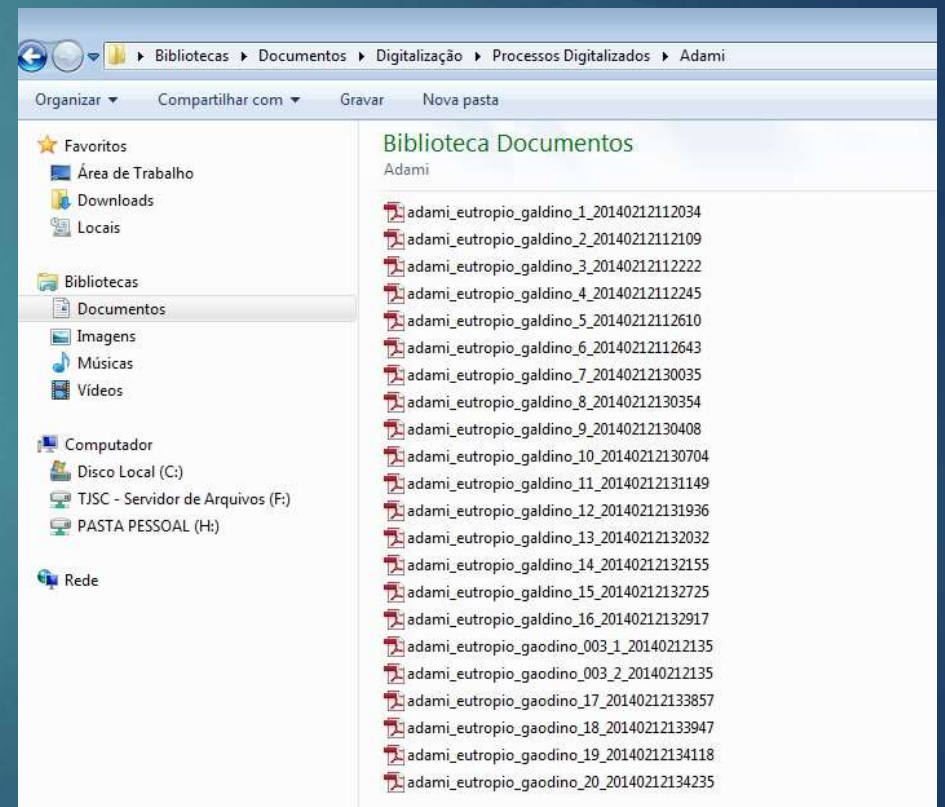 Bibliotecas Documentos Digitalização Processos Digitalizados Adami
Organizar Compartilhar com Gravar Nova pasta
Favoritos
Área de Trabalho
Downloads
Locais
Bibliotecas
Documentos
Imagens
Músicas
Vídeos
Computador
Disco Local (C:)
TJSC - Servidor de Arquivos (F:)
PASTA PESSOAL (H:)
Rede
Biblioteca Documentos
Adami
adami_eutropio_galdino_1_20140212112034
adami_eutropio_galdino_2_20140212112109
adami_eutropio_galdino_3_20140212112222
adami_eutropio_galdino_4_20140212112245
adami_eutropio_galdino_5_20140212112610
adami_eutropio_galdino_6_20140212112643
adami_eutropio_galdino_7_20140212130035
adami_eutropio_galdino_8_20140212130354
adami_eutropio_galdino_9_20140212130408
adami_eutropio_galdino_10_20140212130704
adami_eutropio_galdino_11_20140212131149
adami_eutropio_galdino_12_20140212131936
adami_eutropio_galdino_13_20140212132032
adami_eutropio_galdino_14_20140212132155
adami_eutropio_galdino_15_20140212132725
adami_eutropio_galdino_16_20140212132917
adami_eutropio_gaodino_003_1_20140212135
adami_eutropio_gaodino_003_2_20140212135
adami_eutropio_gaodino_17_20140212133857
adami_eutropio_gaodino_18_20140212133947
adami_eutropio_gaodino_19_20140212134118
adami_eutropio_gaodino_20_20140212134235